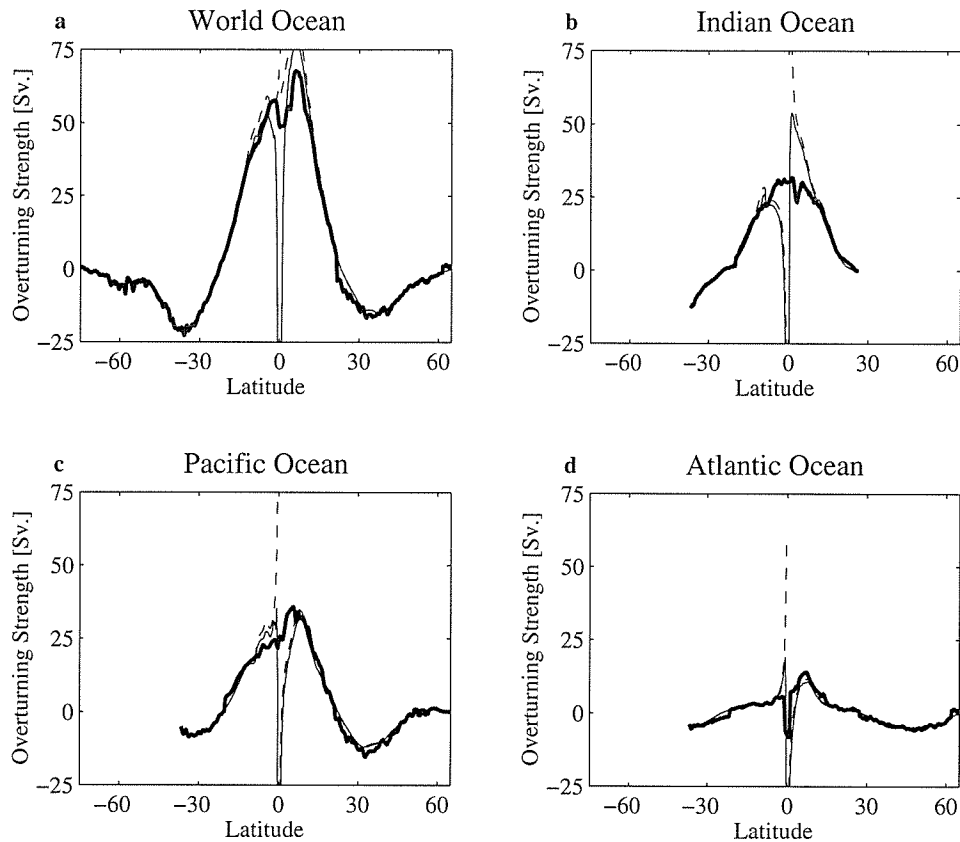 a World Ocean
75
50
25
0
−25
Overturning Strength [Sv.]
−60 −30 0 30 60
Latitude
b Indian Ocean
75
50
25
0
−25
Overturning Strength [Sv.]
−60 −30 0 30 60
Latitude
c Pacific Ocean
75
50
25
0
−25
Overturning Strength [Sv.]
−60 −30 0 30 60
Latitude
d Atlantic Ocean
75
50
25
0
−25
Overturning Strength [Sv.]
−60 −30 0 30 60
Latitude